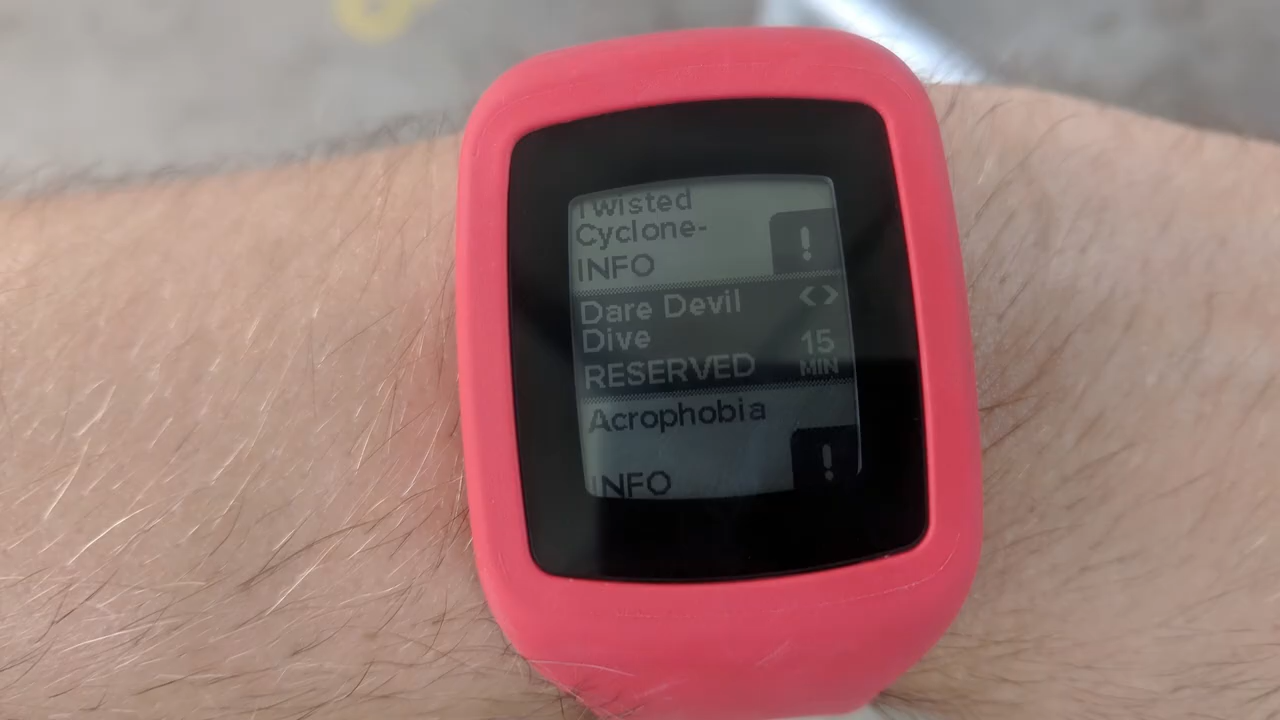 Twisted
Cyclone-
INFO
!
Dare Devil
<>
Dive
15
RESERVED
MIN
Acrophobia
!
INFO